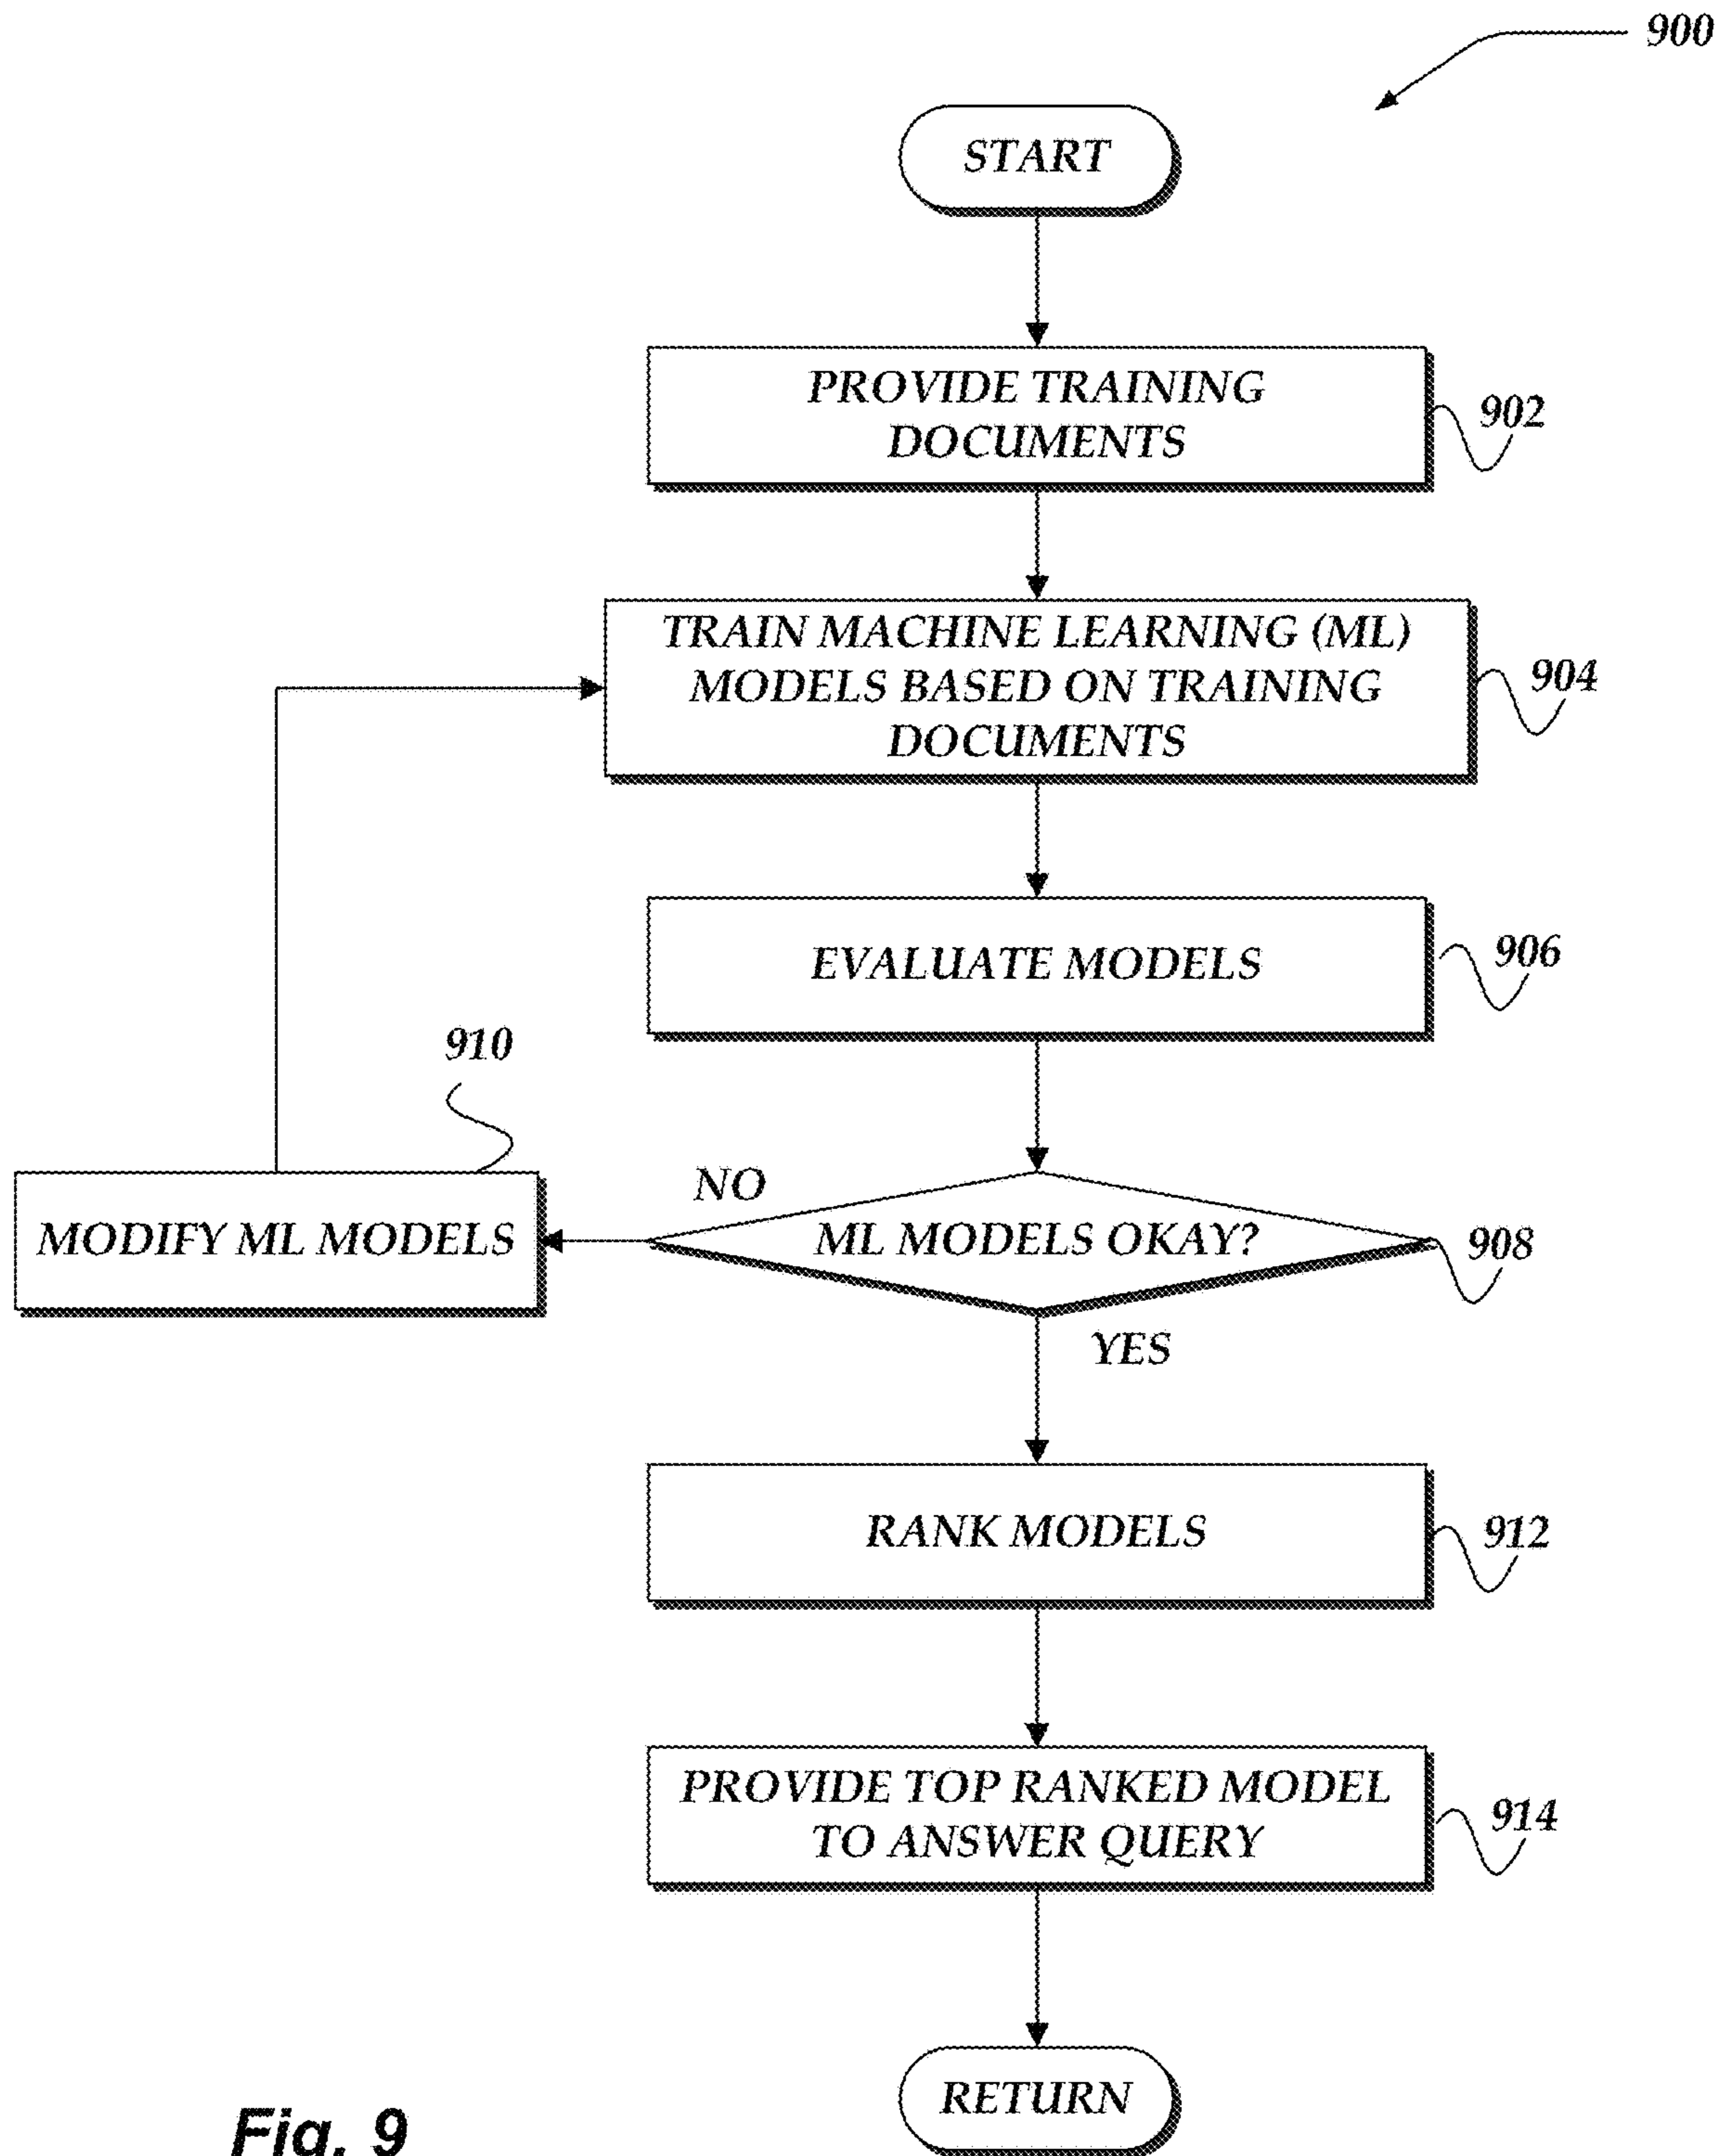 900
START
PROVIDE TRAINING
DOCUMENTS
902
TRAIN MACHINE LEARNING (ML)
MODELS BASED ON TRAINING
DOCUMENTS
904
EVALUATE MODELS
906
910
NO
MODIFY ML MODELS
ML MODELS OKAY?
908
YES
RANK MODELS
912
PROVIDE TOP RANKED MODEL
TO ANSWER QUERY
914
RETURN
Fig. 9